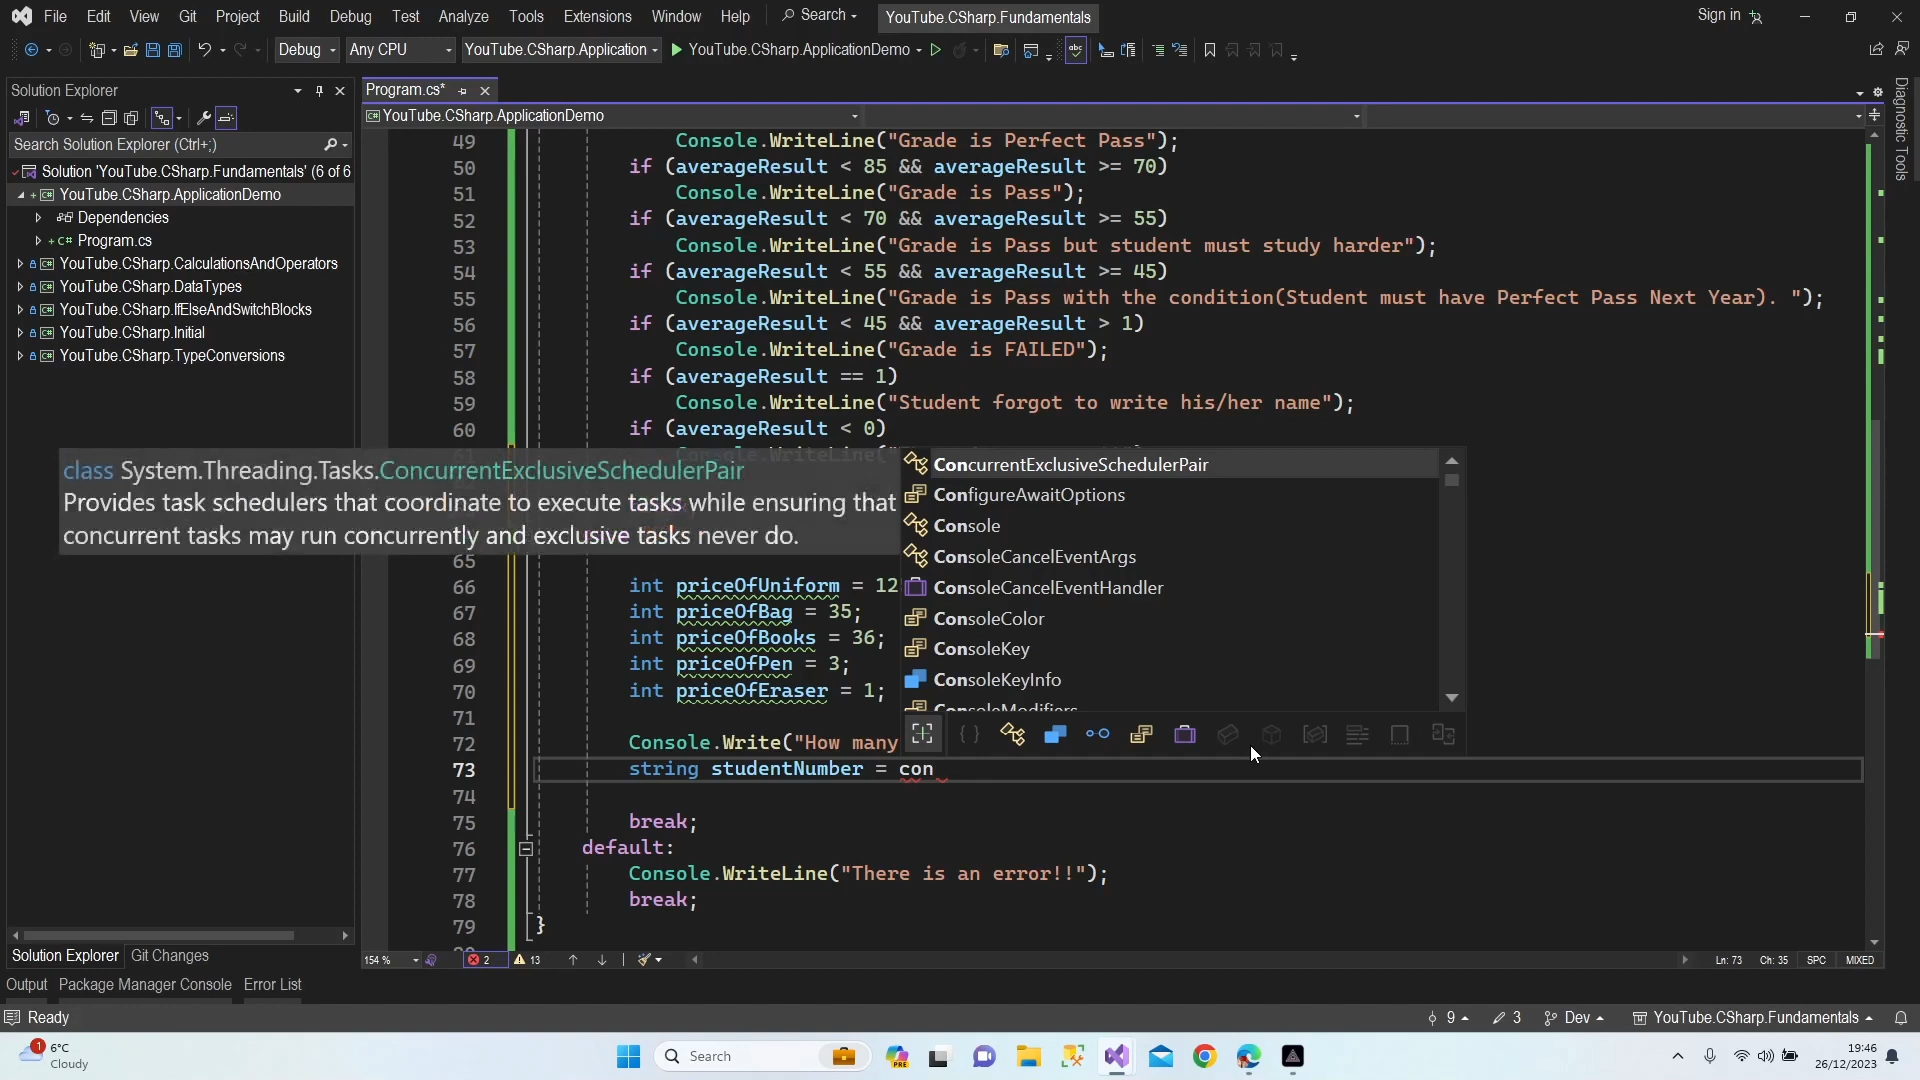 File Edit View Git Project Build Debug Test Analyze Tools Extensions Window Help Search YouTube.CSharp.Fundamentals Sign in
Debug Any CPU YouTube.CSharp.Application YouTube.CSharp.ApplicationDemo
Solution Explorer
Program.cs*
YouTube.CSharp.ApplicationDemo
Search Solution Explorer (Ctrl+;)
Solution 'YouTube.CSharp.Fundamentals' (6 of 6
YouTube.CSharp.ApplicationDemo
Dependencies
Program.cs
YouTube.CSharp.CalculationsAndOperators
YouTube.CSharp.DataTypes
YouTube.CSharp.IfElseAndSwitchBlocks
YouTube.CSharp.Initial
YouTube.CSharp.TypeConversions
49 Console.WriteLine("Grade is Perfect Pass");
50 if (averageResult < 85 && averageResult >= 70)
51 Console.WriteLine("Grade is Pass");
52 if (averageResult < 70 && averageResult >= 55)
53 Console.WriteLine("Grade is Pass but student must study harder");
54 if (averageResult < 55 && averageResult >= 45)
55 Console.WriteLine("Grade is Pass with the condition(Student must have Perfect Pass Next Year). ");
56 if (averageResult < 45 && averageResult > 1)
57 Console.WriteLine("Grade is FAILED");
58 if (averageResult == 1)
59 Console.WriteLine("Student forgot to write his/her name");
60 if (averageResult < 0)
class System.Threading.Tasks.ConcurrentExclusiveSchedulerPair
Provides task schedulers that coordinate to execute tasks while ensuring that
concurrent tasks may run concurrently and exclusive tasks never do.
ConcurrentExclusiveSchedulerPair
ConfigureAwaitOptions
Console
ConsoleCancelEventArgs
ConsoleCancelEventHandler
ConsoleColor
ConsoleKey
ConsoleKeyInfo
ConsoleModifiers
65
66 int priceOfUniform = 12
67 int priceOfBag = 35;
68 int priceOfBooks = 36;
69 int priceOfPen = 3;
70 int priceOfEraser = 1;
71
72 Console.Write("How many
73 string studentNumber = con
74
75 break;
76 default:
77 Console.WriteLine("There is an error!!");
78 break;
79 }
Diagnostic Tools
Solution Explorer Git Changes
154 % 2 13 Ln: 73 Ch: 35 SPC MIXED
Output Package Manager Console Error List
Ready 9 3 Dev YouTube.CSharp.Fundamentals
1 6°C
Cloudy
Search
PRE
19:46
26/12/2023